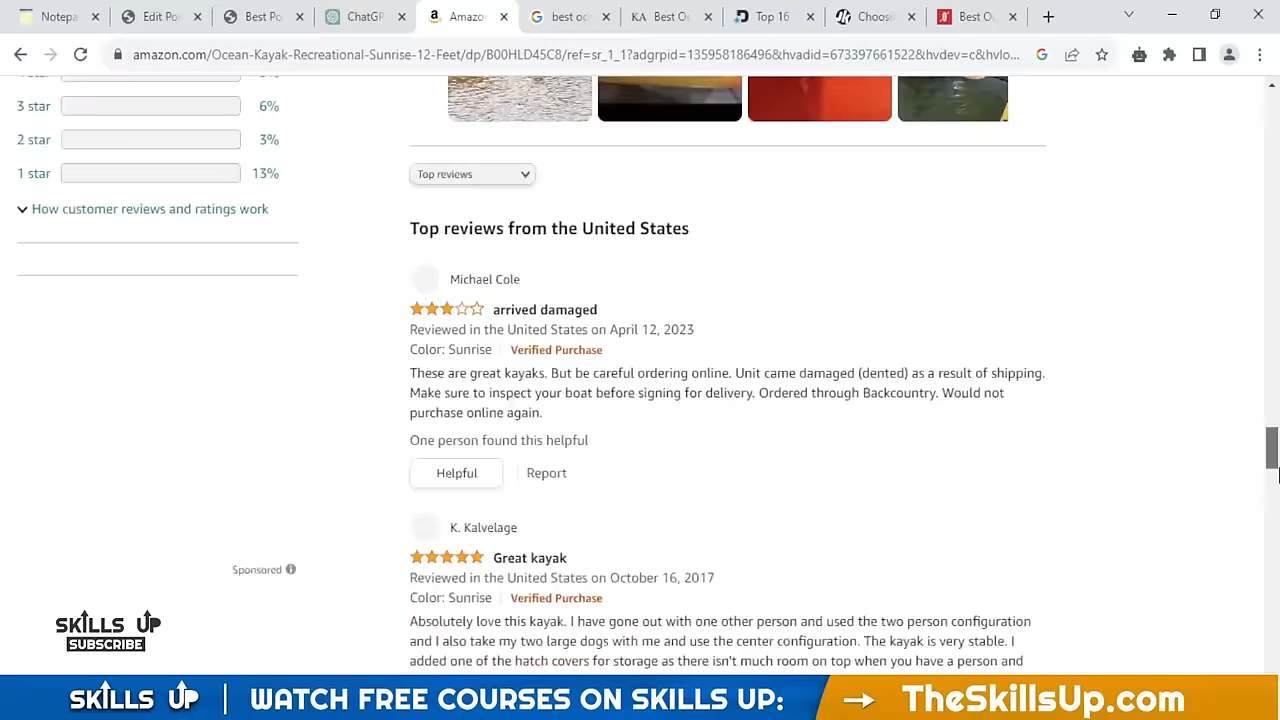 Notepa
Edit Po
Best Po
ChatGP
Amazo
best oc
KA Best Oc
Top 16
Choos
Best O
amazon.com/Ocean-Kayak-Recreational-Sunrise-12-Feet/dp/B00HLD45C8/ref=sr_1_1?adgrpid=135958186496&hvadid=673397661522&hvdev=c&hvlo...
3 star 6%
2 star 3%
1 star 13%
How customer reviews and ratings work
Sponsored
Top reviews
Top reviews from the United States
Michael Cole
arrived damaged
Reviewed in the United States on April 12, 2023
Color: Sunrise Verified Purchase
These are great kayaks. But be careful ordering online. Unit came damaged (dented) as a result of shipping.
Make sure to inspect your boat before signing for delivery. Ordered through Backcountry. Would not
purchase online again.
One person found this helpful
Helpful Report
K. Kalvelage
Great kayak
Reviewed in the United States on October 16, 2017
Color: Sunrise Verified Purchase
Absolutely love this kayak. I have gone out with one other person and used the two person configuration
and I also take my two large dogs with me and use the center configuration. The kayak is very stable. I
added one of the hatch covers for storage as there isn't much room on top when you have a person and
SKILLS UP
SUBSCRIBE
SKILLS UP WATCH FREE COURSES ON SKILLS UP: TheSkillsUp.com